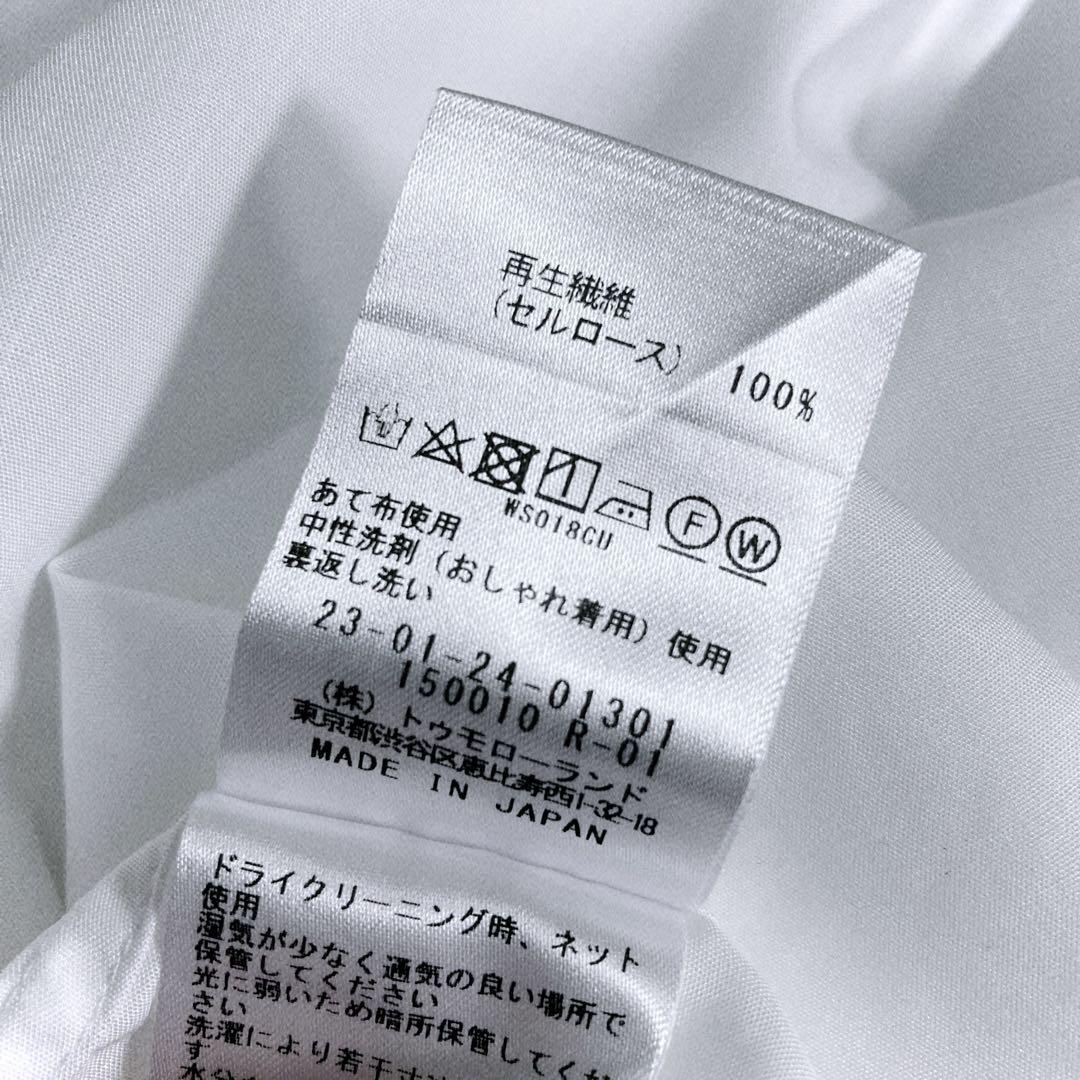 再生繊維
(セルロース) 100%
WS018CU
F
W
あて布使用
中性洗剤(おしゃれ着用)使用
裏返し洗い
23-01-24-01301
150010 R-01
(株)トゥモローランド
東京都渋谷区恵比寿西1-32-18
MADE IN JAPAN
ドライクリーニング時、ネット
使用
湿気が少なく通気の良い場所で
保管してください
光に弱いため暗所保管してくだ
さい
洗濯により若干
す
水分